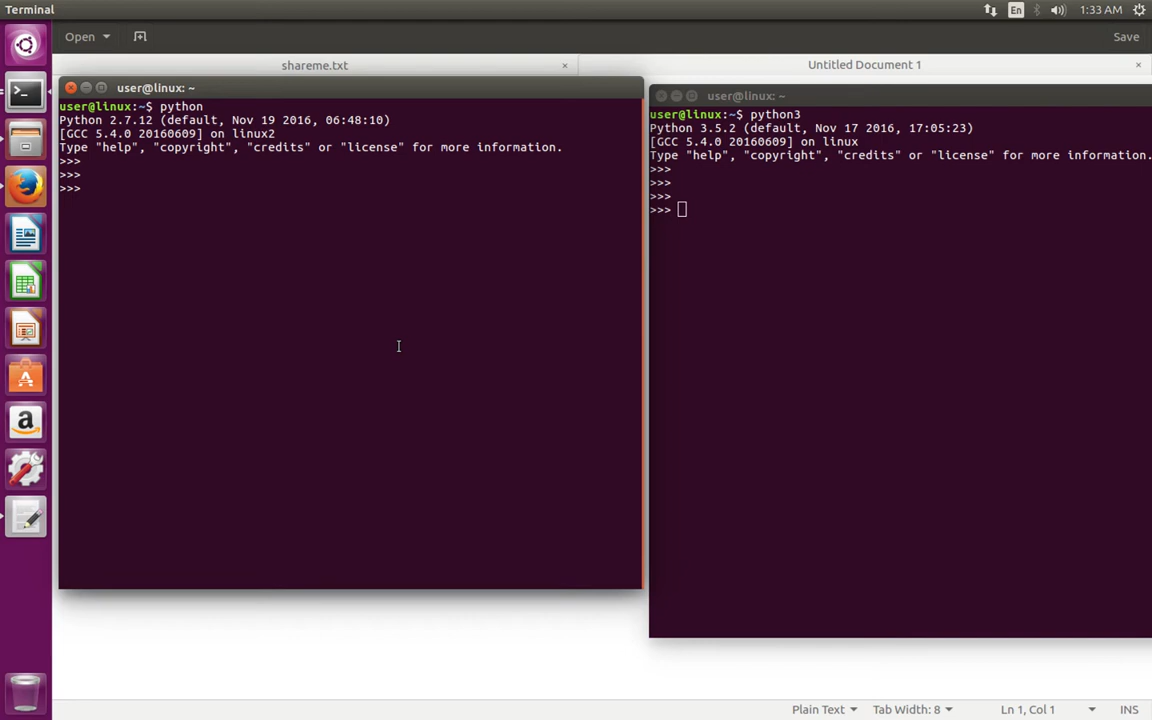 Terminal
En
1:33 AM
Open
Save
shareme.txt
Untitled Document 1
user@linux: ~
user@linux:~$ python
Python 2.7.12 (default, Nov 19 2016, 06:48:10)
[GCC 5.4.0 20160609] on linux2
Type "help", "copyright", "credits" or "license" for more information.
>>>
>>>
>>>
user@linux: ~
user@linux:~$ python3
Python 3.5.2 (default, Nov 17 2016, 17:05:23)
[GCC 5.4.0 20160609] on linux
Type "help", "copyright", "credits" or "license" for more information.
>>>
>>>
>>>
>>>
Plain Text
Tab Width: 8
Ln 1, Col 1
INS